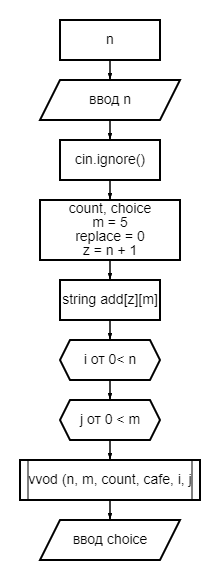 n
ввод n
cin.ignore()
count, choice
m = 5
replace = 0
z = n + 1
string add[z][m]
i от 0< n
j от 0 < m
vvod (n, m, count, cafe, i, j
ввод choice